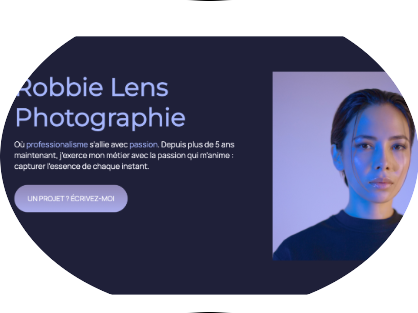 Robbie Lens
Photographie
Où professionalisme s'allie avec passion. Depuis plus de 5 ans
maintenant, j'exerce mon métier avec la passion qui m'anime :
capturer l'essence de chaque instant.
UN PROJET ? ÉCRIVEZ-MOI